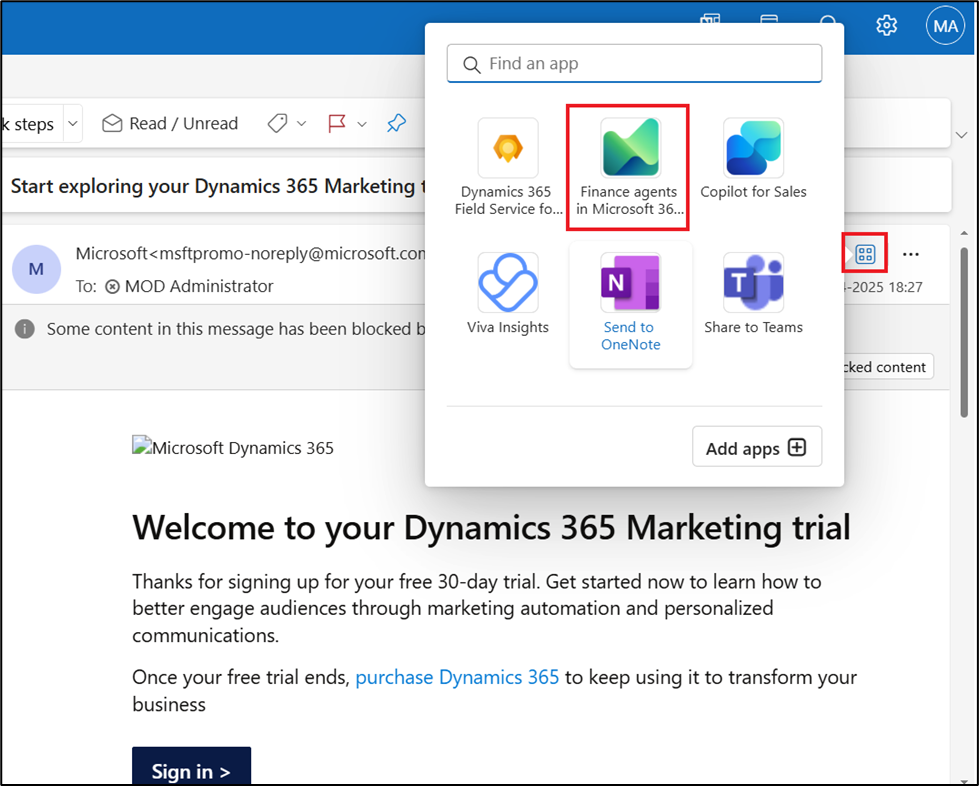 MA
Find an app
k steps
Read / Unread
Dynamics 365
Field Service fo...
Finance agents
in Microsoft 36...
Copilot for Sales
Start exploring your Dynamics 365 Marketing t
M
Microsoft<msftpromo-noreply@microsoft.com
To: MOD Administrator
-2025 18:27
N
Viva Insights
Send to
OneNote
T
Share to Teams
Some content in this message has been blocked b
cked content
Add apps
Microsoft Dynamics 365
Welcome to your Dynamics 365 Marketing trial
Thanks for signing up for your free 30-day trial. Get started now to learn how to
better engage audiences through marketing automation and personalized
communications.
Once your free trial ends, purchase Dynamics 365 to keep using it to transform your
business
Sign in >